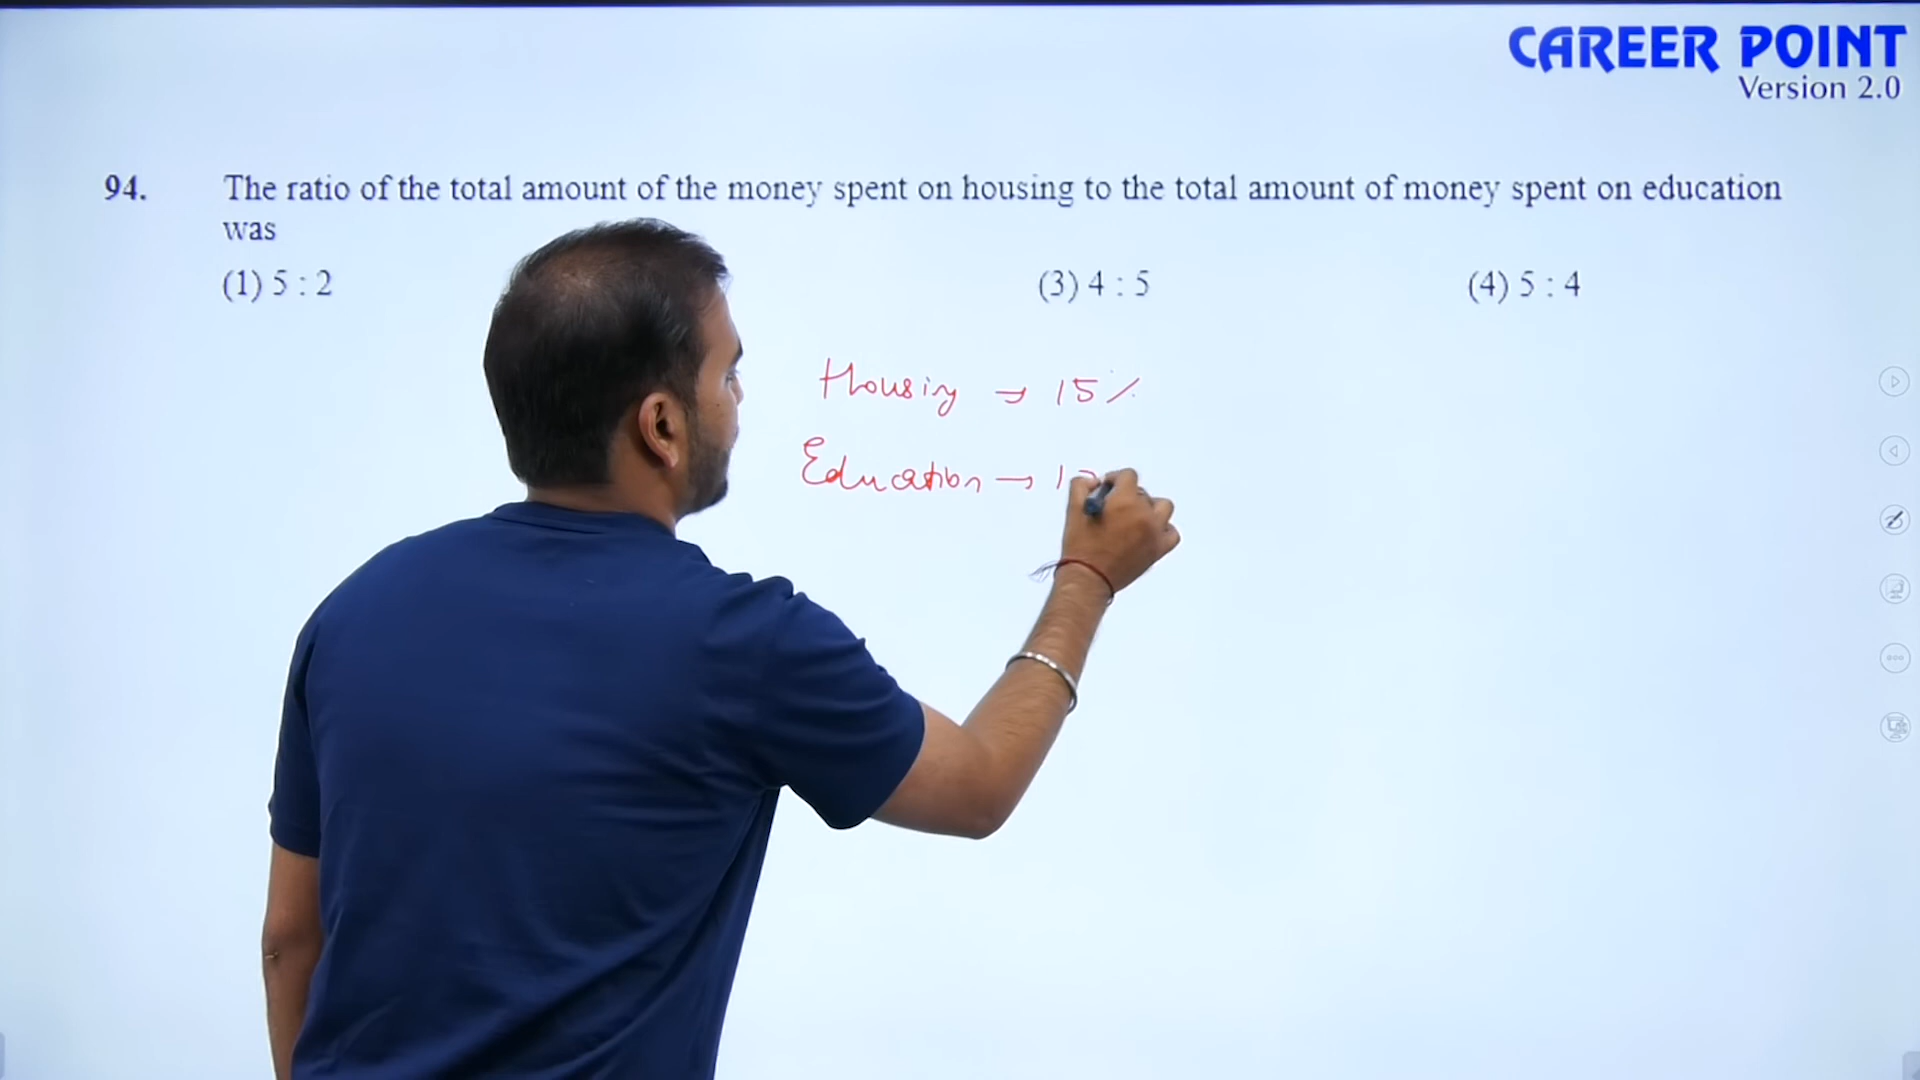 CAREER POINT
Version 2.0
94. The ratio of the total amount of the money spent on housing to the total amount of money spent on education
was
(1) 5 : 2 (3) 4 : 5 (4) 5 : 4
Housing → 15%
Education →